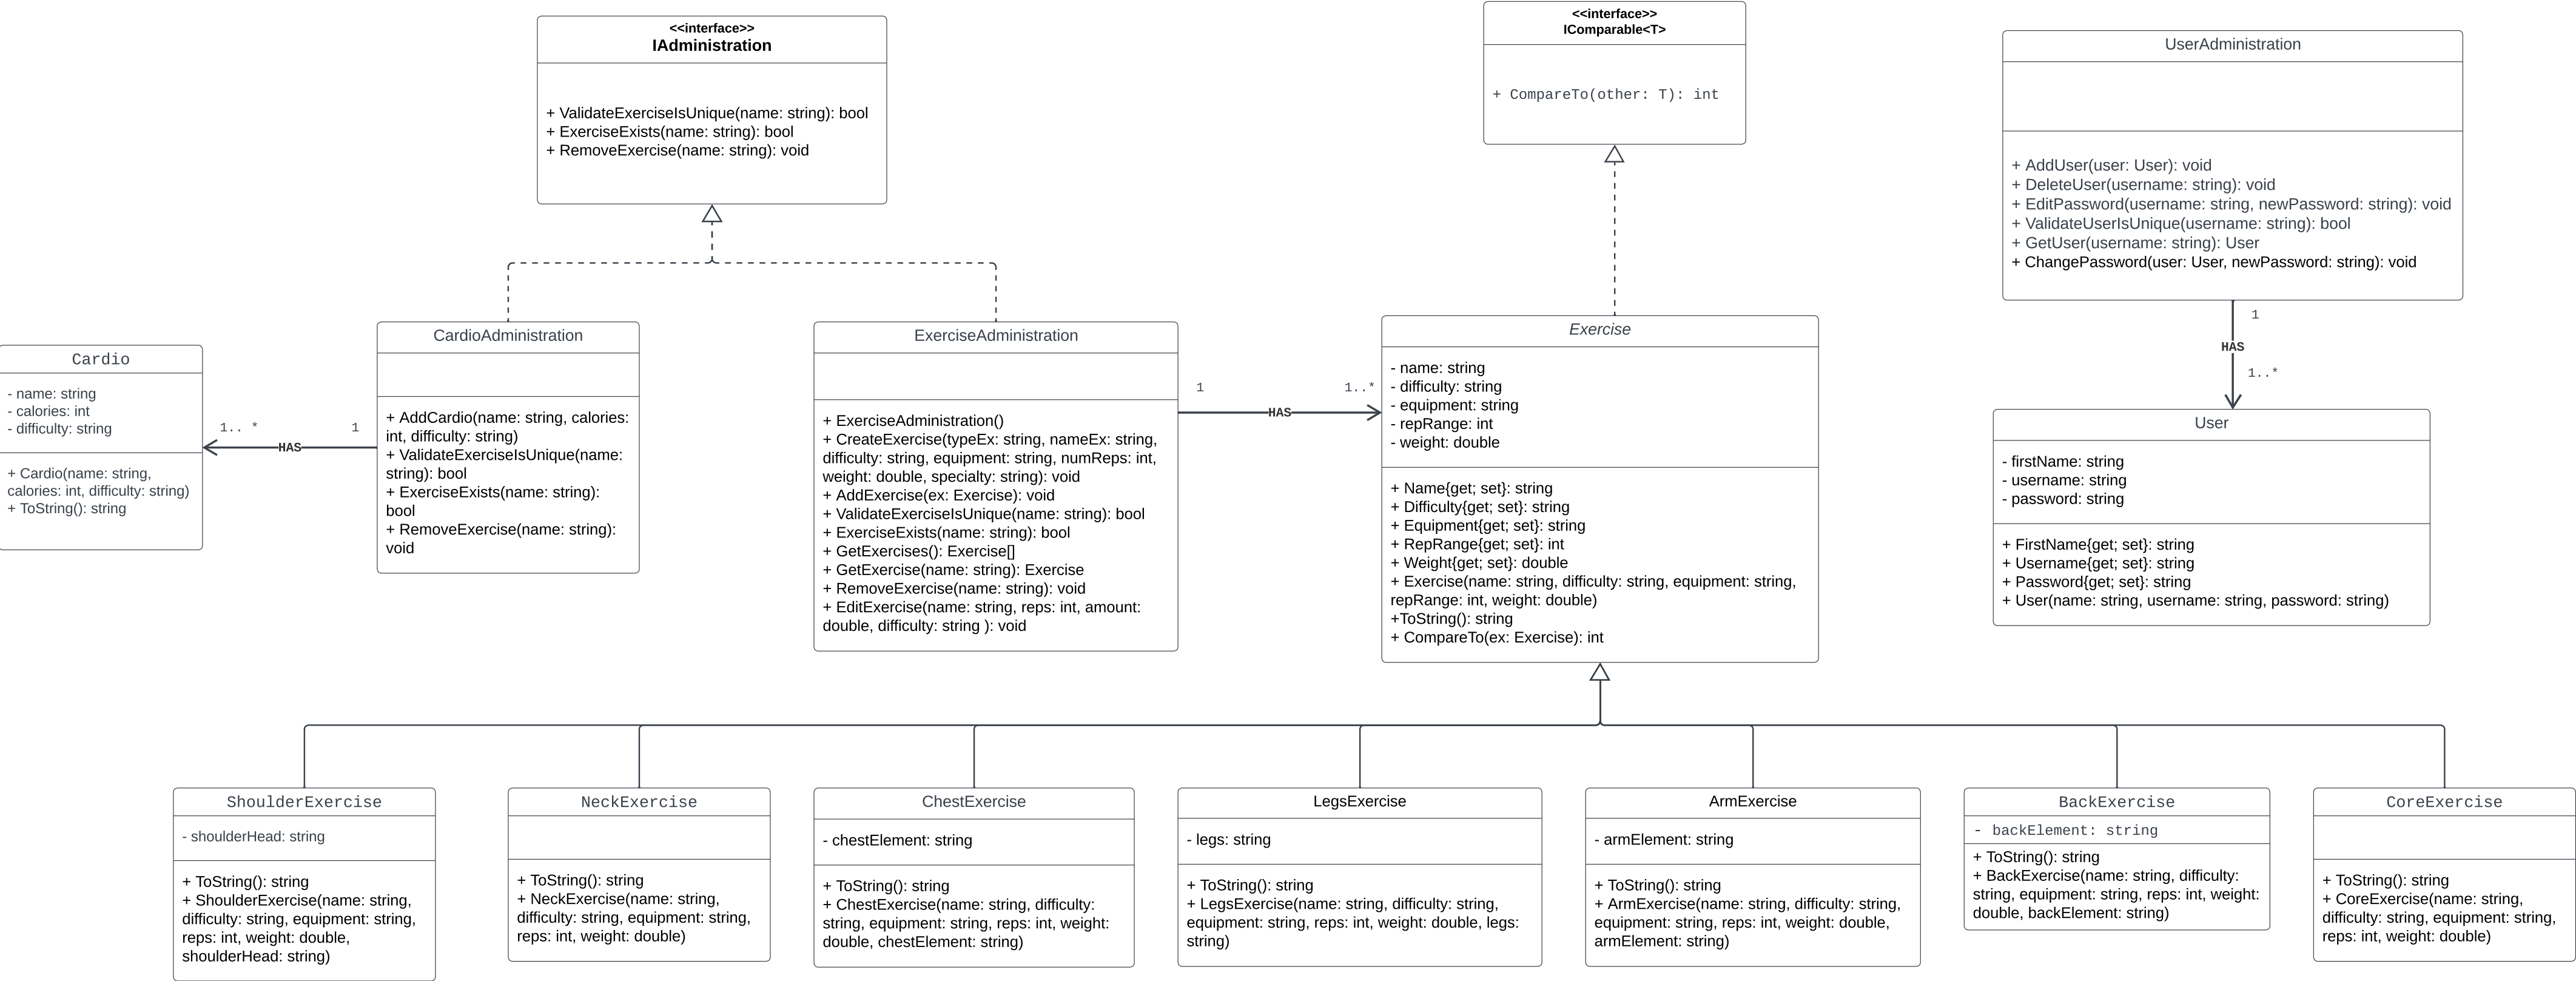 <<interface>>
IAdministration
+ ValidateExerciseIsUnique(name: string): bool
+ ExerciseExists(name: string): bool
+ RemoveExercise(name: string): void
<<interface>>
IComparable<T>
+ CompareTo(other: T): int
UserAdministration
+ AddUser(user: User): void
+ DeleteUser(username: string): void
+ EditPassword(username: string, newPassword: string): void
+ ValidateUserIsUnique(username: string): bool
+ GetUser(username: string): User
+ ChangePassword(user: User, newPassword: string): void
1
HAS
1..*
Cardio
- name: string
- calories: int
- difficulty: string
+ Cardio(name: string,
calories: int, difficulty: string)
+ ToString(): string
1.. *
HAS
1
CardioAdministration
+ AddCardio(name: string, calories:
int, difficulty: string)
+ ValidateExerciseIsUnique(name:
string): bool
+ ExerciseExists(name: string):
bool
+ RemoveExercise(name: string):
void
ExerciseAdministration
+ ExerciseAdministration()
+ CreateExercise(typeEx: string, nameEx: string,
difficulty: string, equipment: string, numReps: int,
weight: double, specialty: string): void
+ AddExercise(ex: Exercise): void
+ ValidateExerciseIsUnique(name: string): bool
+ ExerciseExists(name: string): bool
+ GetExercises(): Exercise[]
+ GetExercise(name: string): Exercise
+ RemoveExercise(name: string): void
+ EditExercise(name: string, reps: int, amount:
double, difficulty: string ): void
1
HAS
1..*
Exercise
- name: string
- difficulty: string
- equipment: string
- repRange: int
- weight: double
+ Name{get; set}: string
+ Difficulty{get; set}: string
+ Equipment{get; set}: string
+ RepRange{get; set}: int
+ Weight{get; set}: double
+ Exercise(name: string, difficulty: string, equipment: string,
repRange: int, weight: double)
+ToString(): string
+ CompareTo(ex: Exercise): int
User
- firstName: string
- username: string
- password: string
+ FirstName{get; set}: string
+ Username{get; set}: string
+ Password{get; set}: string
+ User(name: string, username: string, password: string)
ShoulderExercise
- shoulderHead: string
+ ToString(): string
+ ShoulderExercise(name: string,
difficulty: string, equipment: string,
reps: int, weight: double,
shoulderHead: string)
NeckExercise
+ ToString(): string
+ NeckExercise(name: string,
difficulty: string, equipment: string,
reps: int, weight: double)
ChestExercise
- chestElement: string
+ ToString(): string
+ ChestExercise(name: string, difficulty:
string, equipment: string, reps: int, weight:
double, chestElement: string)
LegsExercise
- legs: string
+ ToString(): string
+ LegsExercise(name: string, difficulty: string,
equipment: string, reps: int, weight: double, legs:
string)
ArmExercise
- armElement: string
+ ToString(): string
+ ArmExercise(name: string, difficulty: string,
equipment: string, reps: int, weight: double,
armElement: string)
BackExercise
- backElement: string
+ ToString(): string
+ BackExercise(name: string, difficulty:
string, equipment: string, reps: int, weight:
double, backElement: string)
CoreExercise
+ ToString(): string
+ CoreExercise(name: string,
difficulty: string, equipment: string,
reps: int, weight: double)